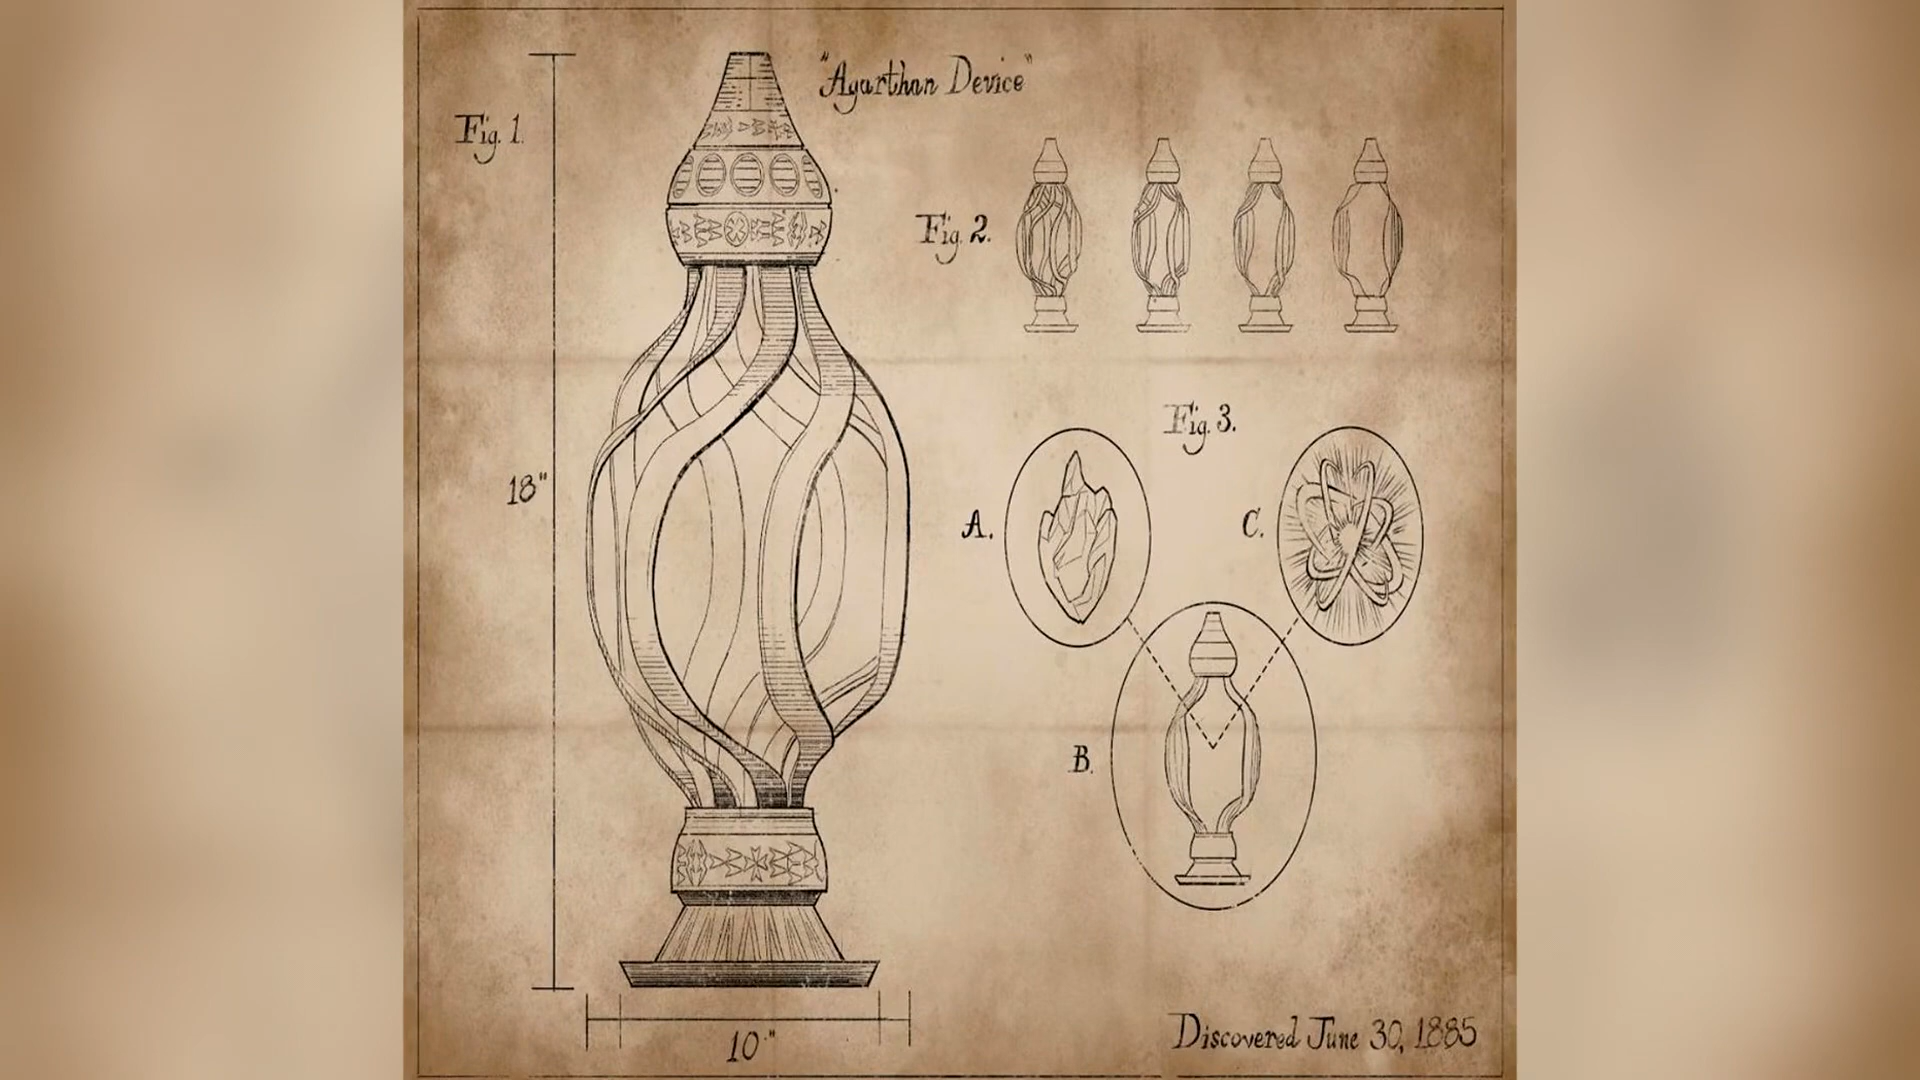 "Agarthan Device"
Fig. 1.
Fig. 2.
Fig. 3.
18"
A.
C.
B.
10"
Discovered June 30, 1885